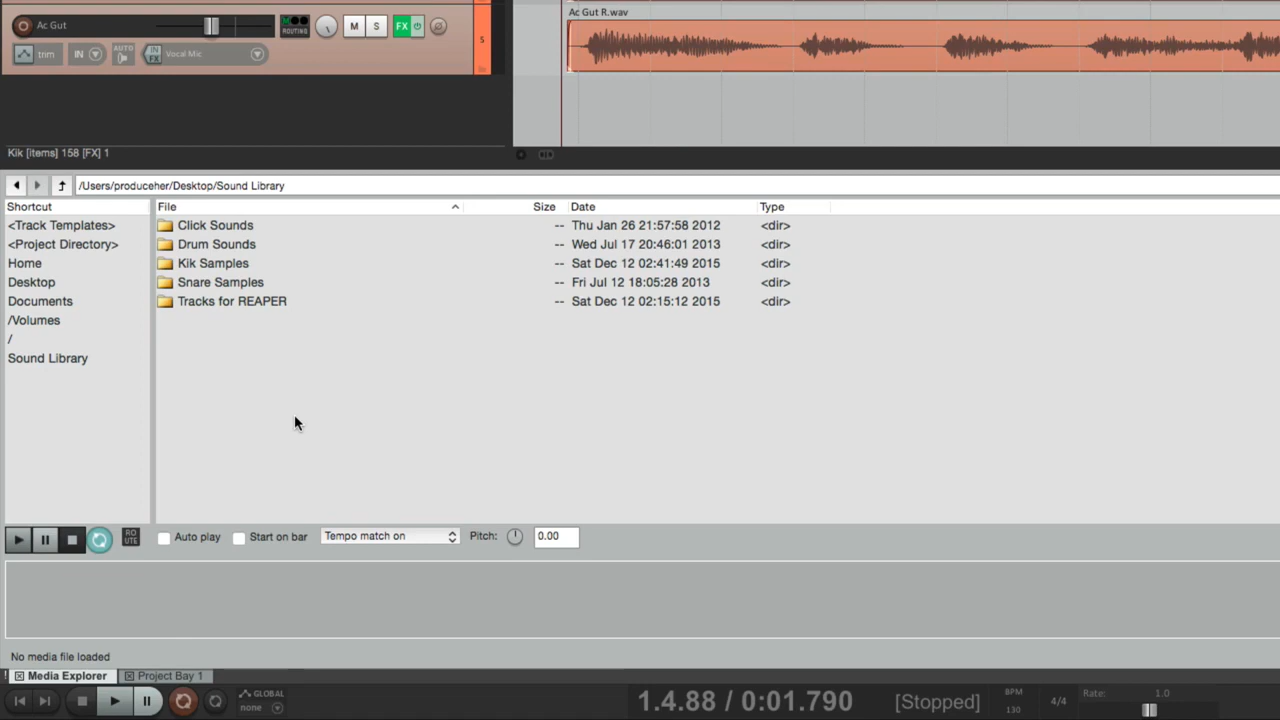 Ac Gut
ROUTING
M
S
FX
Ac Gut R.wav
5
trim
IN
AUTO
IN
FX
Vocal Mic
Kik [items] 158 [FX] 1
/Users/produceher/Desktop/Sound Library
Shortcut
File
Size
Date
Type
<Track Templates>
Click Sounds
--
Thu Jan 26 21:57:58 2012
<dir>
<Project Directory>
Drum Sounds
--
Wed Jul 17 20:46:01 2013
<dir>
Home
Kik Samples
--
Sat Dec 12 02:41:49 2015
<dir>
Desktop
Snare Samples
--
Fri Jul 12 18:05:28 2013
<dir>
Documents
Tracks for REAPER
--
Sat Dec 12 02:15:12 2015
<dir>
/Volumes
/
Sound Library
RO
UTE
Auto play
Start on bar
Tempo match on
Pitch:
0.00
No media file loaded
! Media Explorer
Project Bay 1
GLOBAL
none
1.4.88 / 0:01.790
[Stopped]
BPM
130
4/4
Rate:
1.0